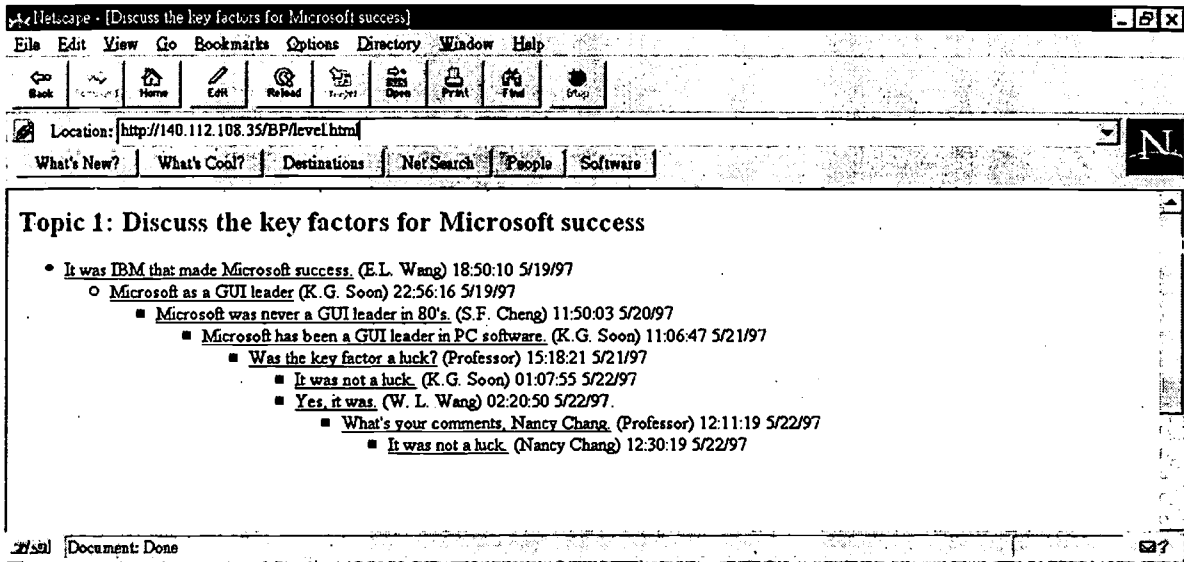 Netscape - [Discuss the key factors for Microsoft success]
File Edit View Go Bookmarks Options Directory Window Help
Back Home Edit Reload Open Print Find Stop
Location: http://140.112.108.35/BP/level.html
What's New? What's Cool? Destinations Net Search People Software
N
Topic 1: Discuss the key factors for Microsoft success
It was IBM that made Microsoft success. (E.L. Wang) 18:50:10 5/19/97
Microsoft as a GUI leader (K.G. Soon) 22:56:16 5/19/97
Microsoft was never a GUI leader in 80's. (S.F. Cheng) 11:50:03 5/20/97
Microsoft has been a GUI leader in PC software. (K.G. Soon) 11:06:47 5/21/97
Was the key factor a luck? (Professor) 15:18:21 5/21/97
It was not a luck. (K.G. Soon) 01:07:55 5/22/97
Yes, it was. (W. L. Wang) 02:20:50 5/22/97.
What's your comments, Nancy Chang. (Professor) 12:11:19 5/22/97
It was not a luck. (Nancy Chang) 12:30:19 5/22/97
Document: Done